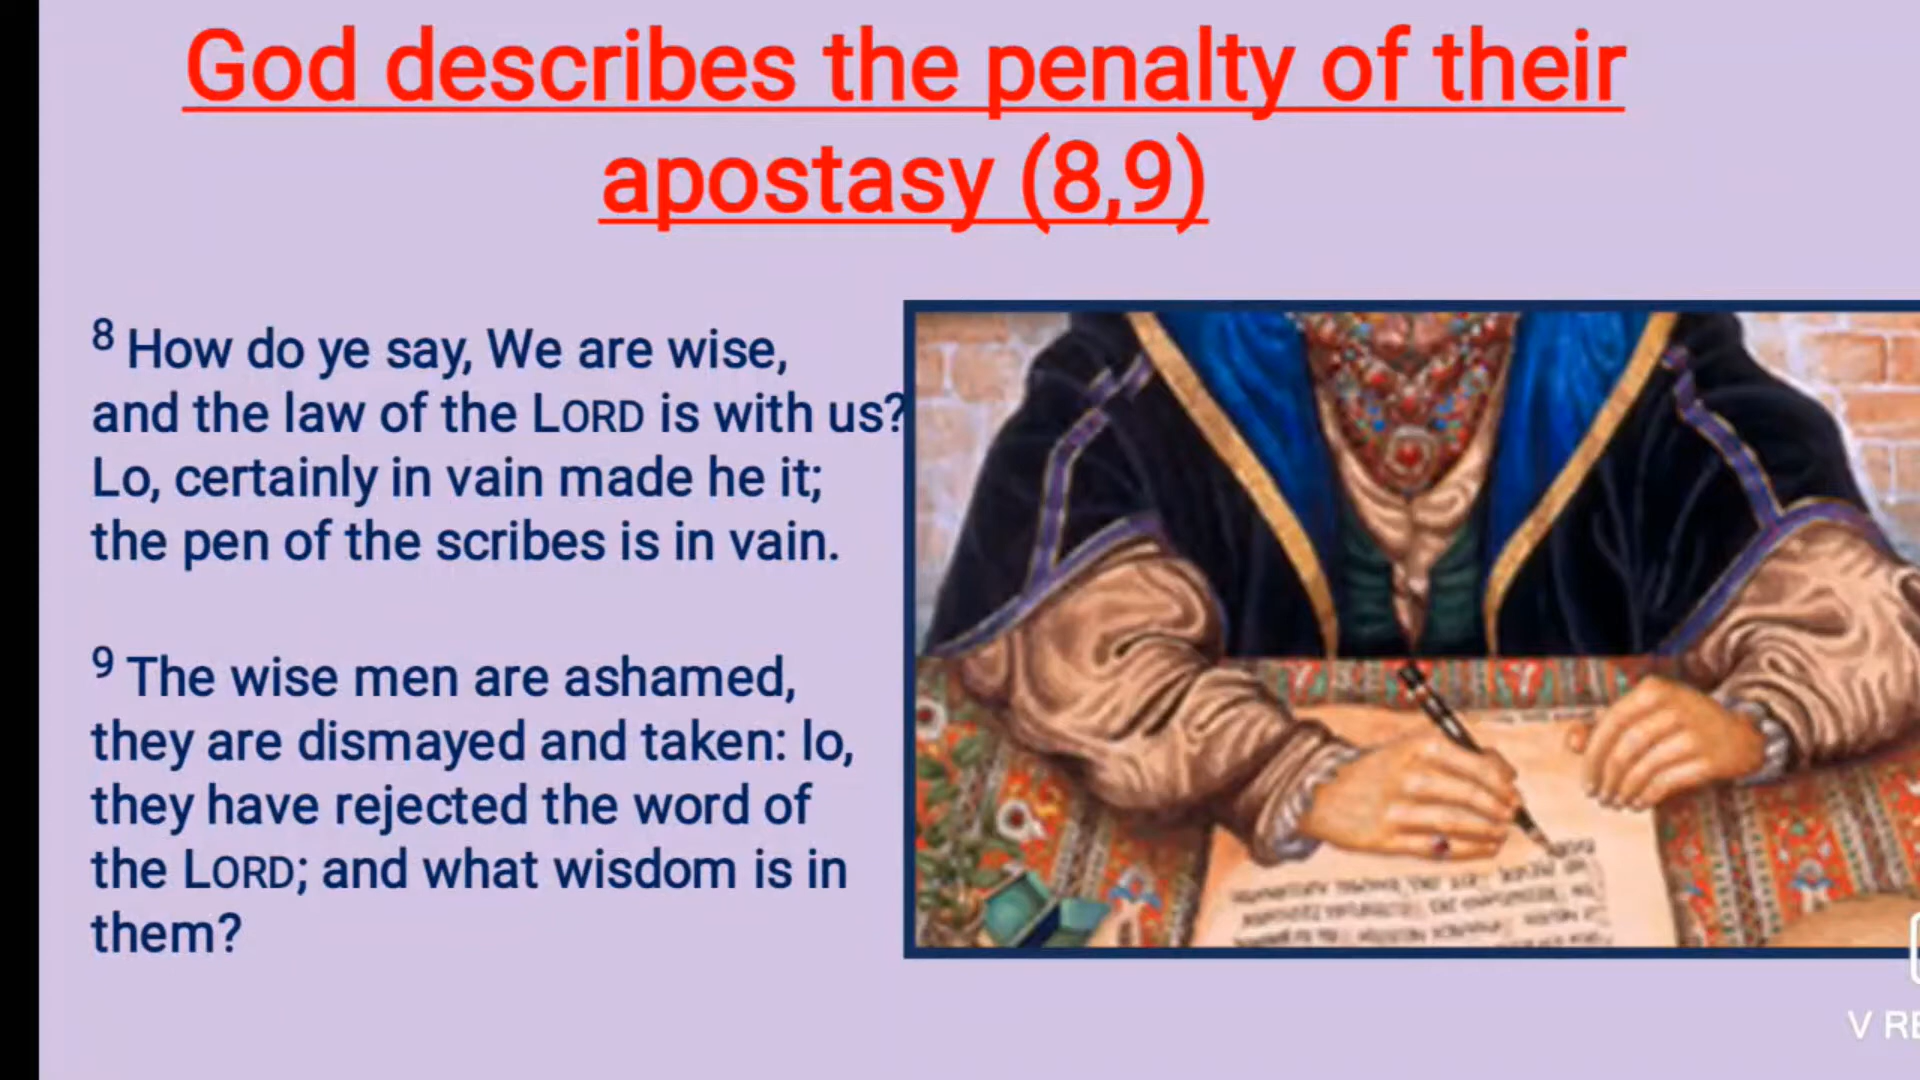 God describes the penalty of their
apostasy (8,9)
8 How do ye say, We are wise,
and the law of the LORD is with us?
Lo, certainly in vain made he it;
the pen of the scribes is in vain.
9 The wise men are ashamed,
they are dismayed and taken: lo,
they have rejected the word of
the LORD; and what wisdom is in
them?
V RE